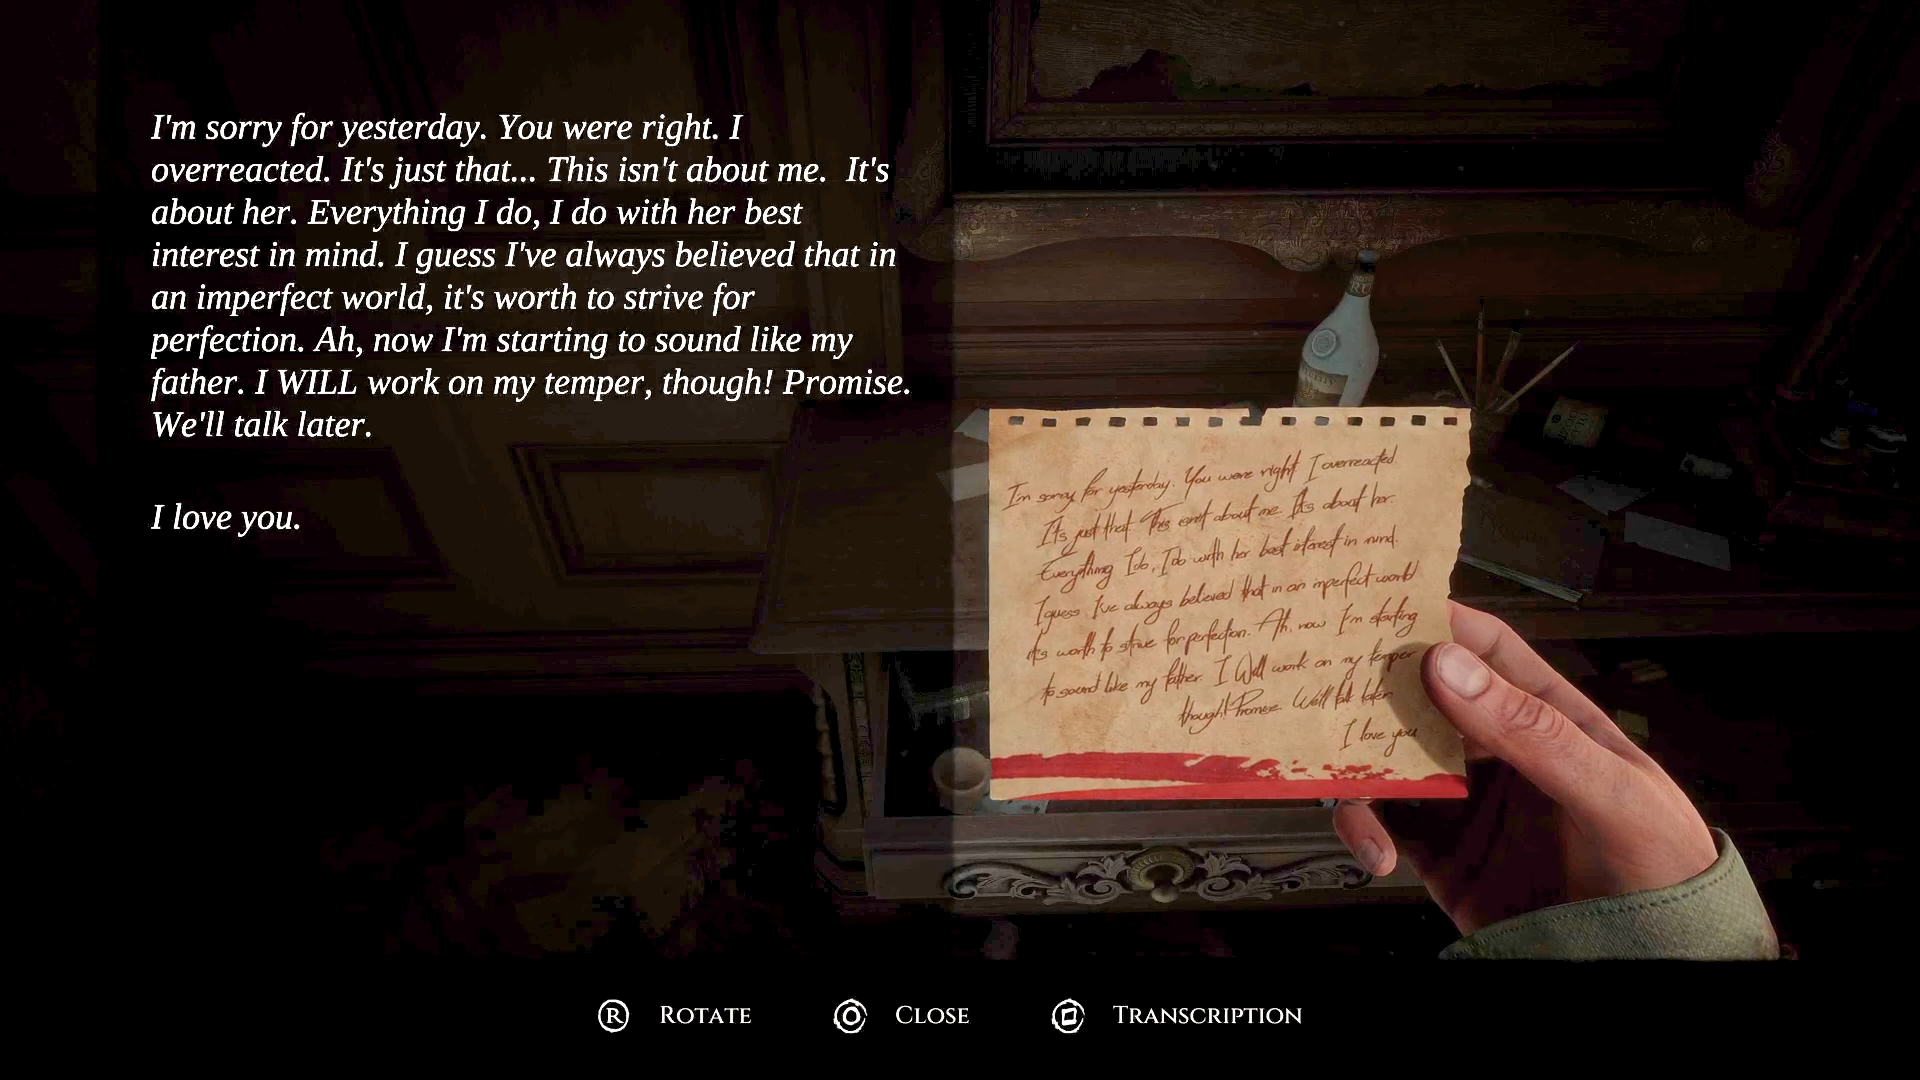 I'm sorry for yesterday. You were right. I
overreacted. It's just that... This isn't about me.  It's
about her. Everything I do, I do with her best
interest in mind. I guess I've always believed that in
an imperfect world, it's worth to strive for
perfection. Ah, now I'm starting to sound like my
father. I WILL work on my temper, though! Promise.
We'll talk later.
I love you.
I'm sorry for yesterday. You were right. I overreacted.
It's just that This isn't about me. It's about her.
Everything I do, I do with her best interest in mind.
I guess I've always believed that in an imperfect world
it's worth to strive for perfection. Ah, now I'm starting
to sound like my father. I Will work on my temper
though! Promise. We'll talk later.
I love you
R ROTATE
CLOSE
TRANSCRIPTION